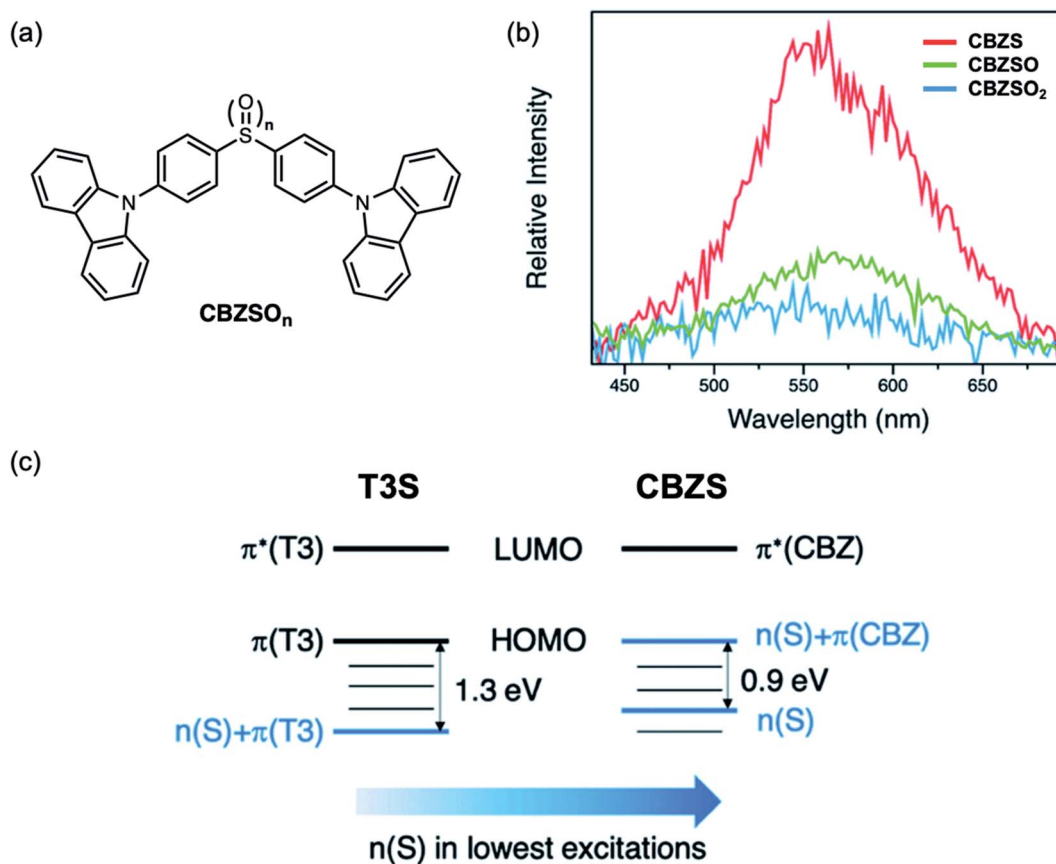 (a)
(O)n
S
N
N
CBZSOₙ
(b)
CBZS
CBZSO
CBZSO₂
Relative Intensity
450 500 550 600 650
Wavelength (nm)
(c)
T3S CBZS
π*(T3) LUMO π*(CBZ)
π(T3) HOMO n(S)+π(CBZ)
1.3 eV 0.9 eV
n(S)+π(T3) n(S)
n(S) in lowest excitations